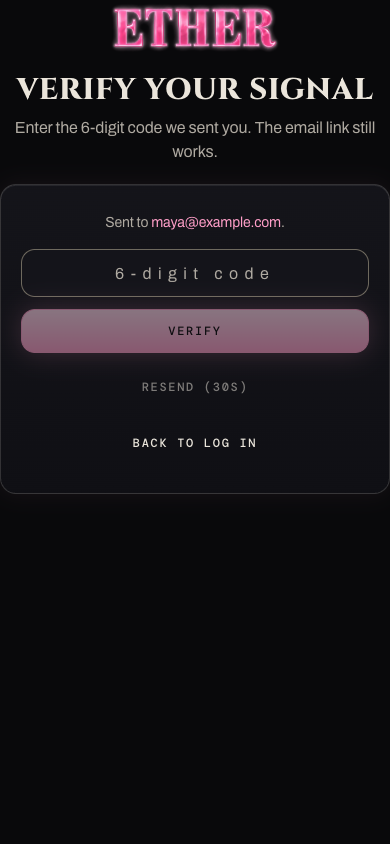 ETHER
VERIFY YOUR SIGNAL
Enter the 6-digit code we sent you. The email link still
works.
Sent to maya@example.com.
6-digit code
VERIFY
RESEND (30S)
BACK TO LOG IN